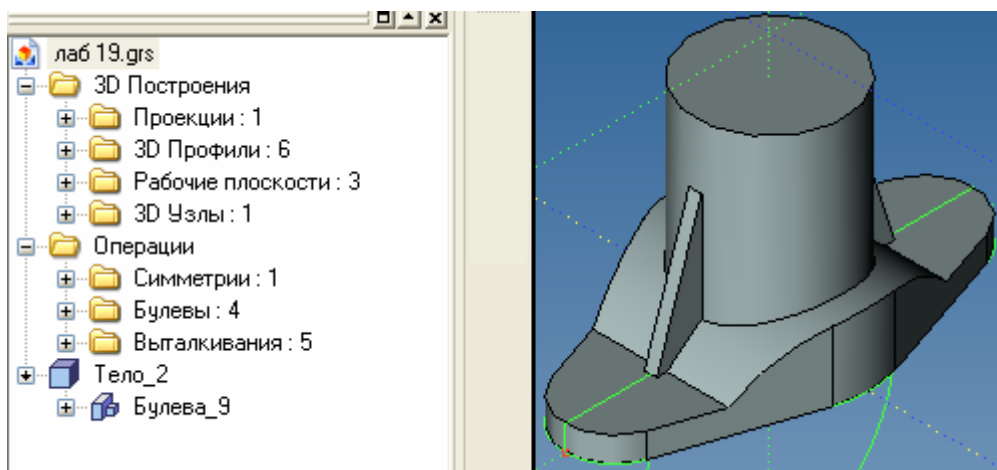 лаб 19.grs
3D Построения
Проекции : 1
3D Профили : 6
Рабочие плоскости : 3
3D Узлы : 1
Операции
Симметрии : 1
Булевы : 4
Выталкивания : 5
Тело_2
Булева_9